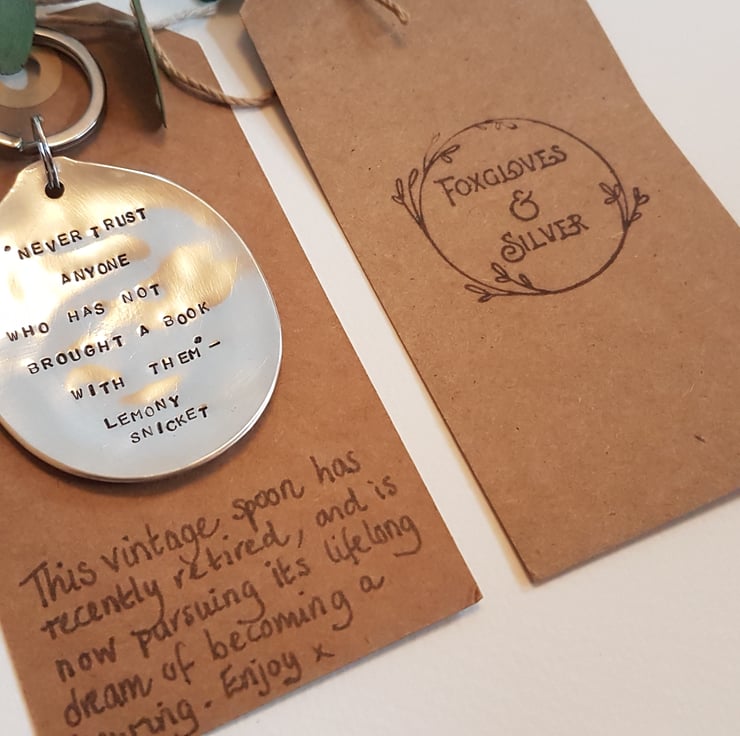 "NEVER TRUST
ANYONE
WHO HAS NOT
BROUGHT A BOOK
WITH THEM" –
LEMONY
SNICKET
This vintage spoon has
recently retired, and is
now pursuing its lifelong
dream of becoming a
Enjoy x
FOXGLOVES
&
SILVER